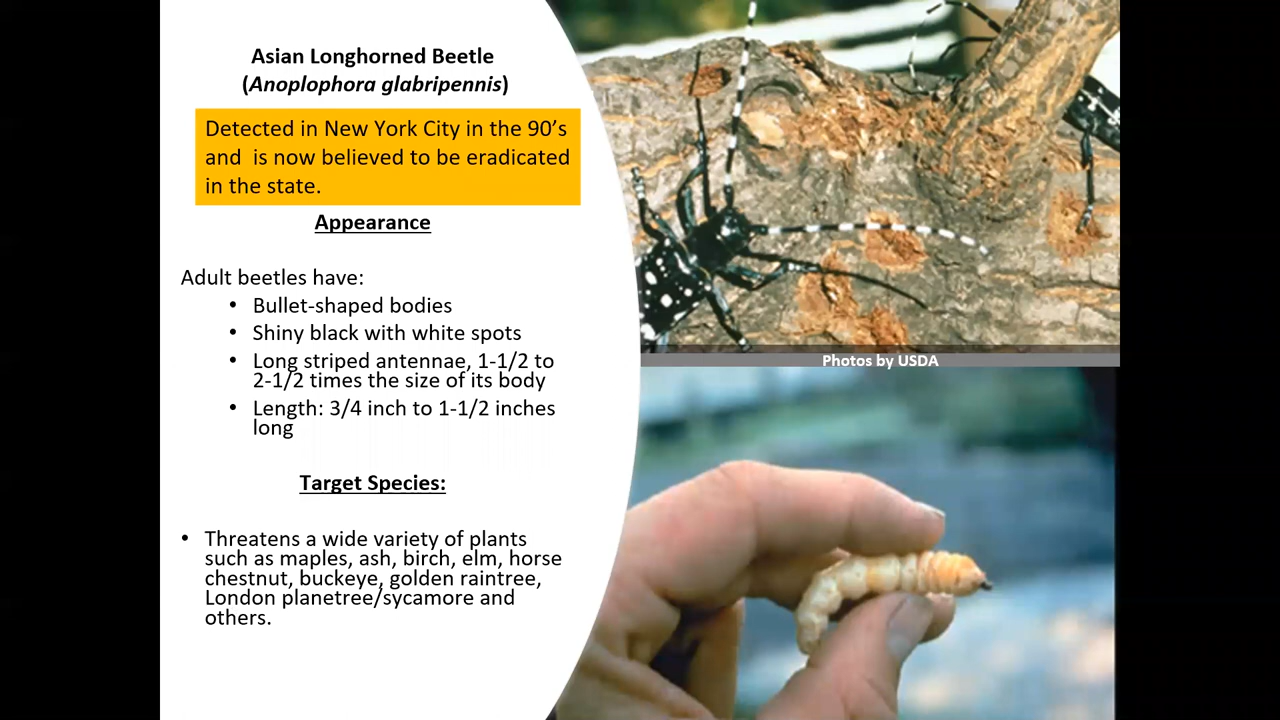 Asian Longhorned Beetle
(Anoplophora glabripennis)
Detected in New York City in the 90’s
and  is now believed to be eradicated
in the state.
Appearance
Adult beetles have:
• Bullet-shaped bodies
• Shiny black with white spots
• Long striped antennae, 1-1/2 to
2-1/2 times the size of its body
• Length: 3/4 inch to 1-1/2 inches
long
Target Species:
• Threatens a wide variety of plants
such as maples, ash, birch, elm, horse
chestnut, buckeye, golden raintree,
London planetree/sycamore and
others.
Photos by USDA